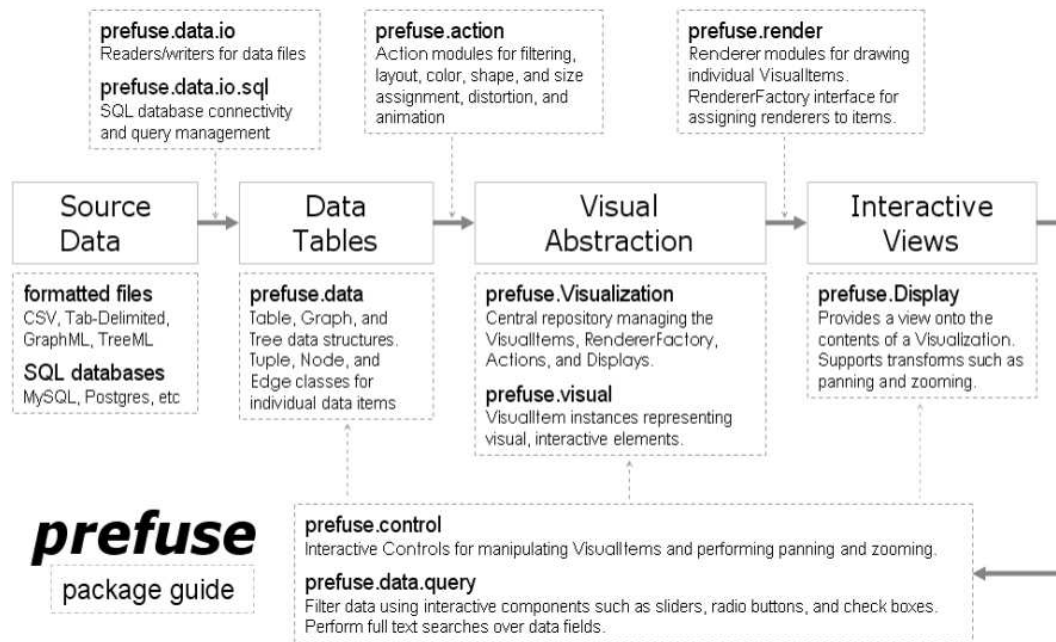 prefuse.data.io
Readers/writers for data files
prefuse.data.io.sql
SQL database connectivity
and query management
prefuse.action
Action modules for filtering,
layout, color, shape, and size
assignment, distortion, and
animation
prefuse.render
Renderer modules for drawing
individual VisualItems.
RendererFactory interface for
assigning renderers to items.
Source
Data
Data
Tables
Visual
Abstraction
Interactive
Views
formatted files
CSV, Tab-Delimited,
GraphML, TreeML
SQL databases
MySQL, Postgres, etc
prefuse.data
Table, Graph, and
Tree data structures.
Tuple, Node, and
Edge classes for
individual data items
prefuse.Visualization
Central repository managing the
VisualItems, RendererFactory,
Actions, and Displays.
prefuse.visual
VisualItem instances representing
visual, interactive elements.
prefuse.Display
Provides a view onto the
contents of a Visualization.
Supports transforms such as
panning and zooming.
prefuse
package guide
prefuse.control
Interactive Controls for manipulating VisualItems and performing panning and zooming.
prefuse.data.query
Filter data using interactive components such as sliders, radio buttons, and check boxes.
Perform full text searches over data fields.